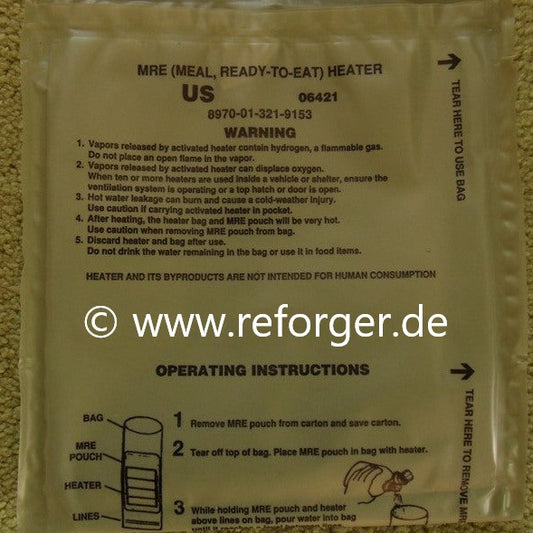 MRE (MEAL, READY-TO-EAT) HEATER
US 06421
8970-01-321-9153
WARNING
1. Vapors released by activated heater contain hydrogen, a flammable gas.
Do not place an open flame in the vapor.
2. Vapors released by activated heater can displace oxygen.
When ten or more heaters are used inside a vehicle or shelter, ensure the
ventilation system is operating or a top hatch or door is open.
3. Hot water leakage can burn and cause a cold-weather injury.
Use caution if carrying activated heater in pocket.
4. After heating, the heater bag and MRE pouch will be very hot.
Use caution when removing MRE pouch from bag.
5. Discard heater and bag after use.
Do not drink the water remaining in the bag or use it in food items.
HEATER AND ITS BYPRODUCTS ARE NOT INTENDED FOR HUMAN CONSUMPTION
TEAR HERE TO USE BAG
© www.reforger.de
OPERATING INSTRUCTIONS
BAG
MRE
POUCH
HEATER
LINES
1 Remove MRE pouch from carton and save carton.
2 Tear off top of bag. Place MRE pouch in bag with heater.
3 While holding MRE pouch and heater
above lines on bag, pour water into bag
until it reaches a level between lines
TEAR HERE TO REMOVE MRE